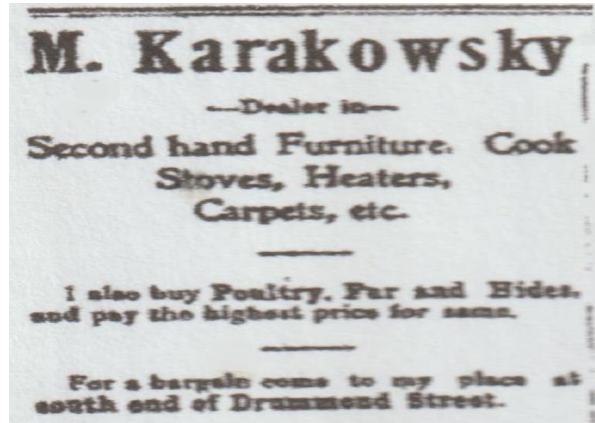 M. Karakowsky
—Dealer in—
Second hand Furniture. Cook
Stoves, Heaters,
Carpets, etc.
I also buy Poultry, Fur and Hides,
and pay the highest price for same.
For a bargain come to my place at
south end of Drummond Street.